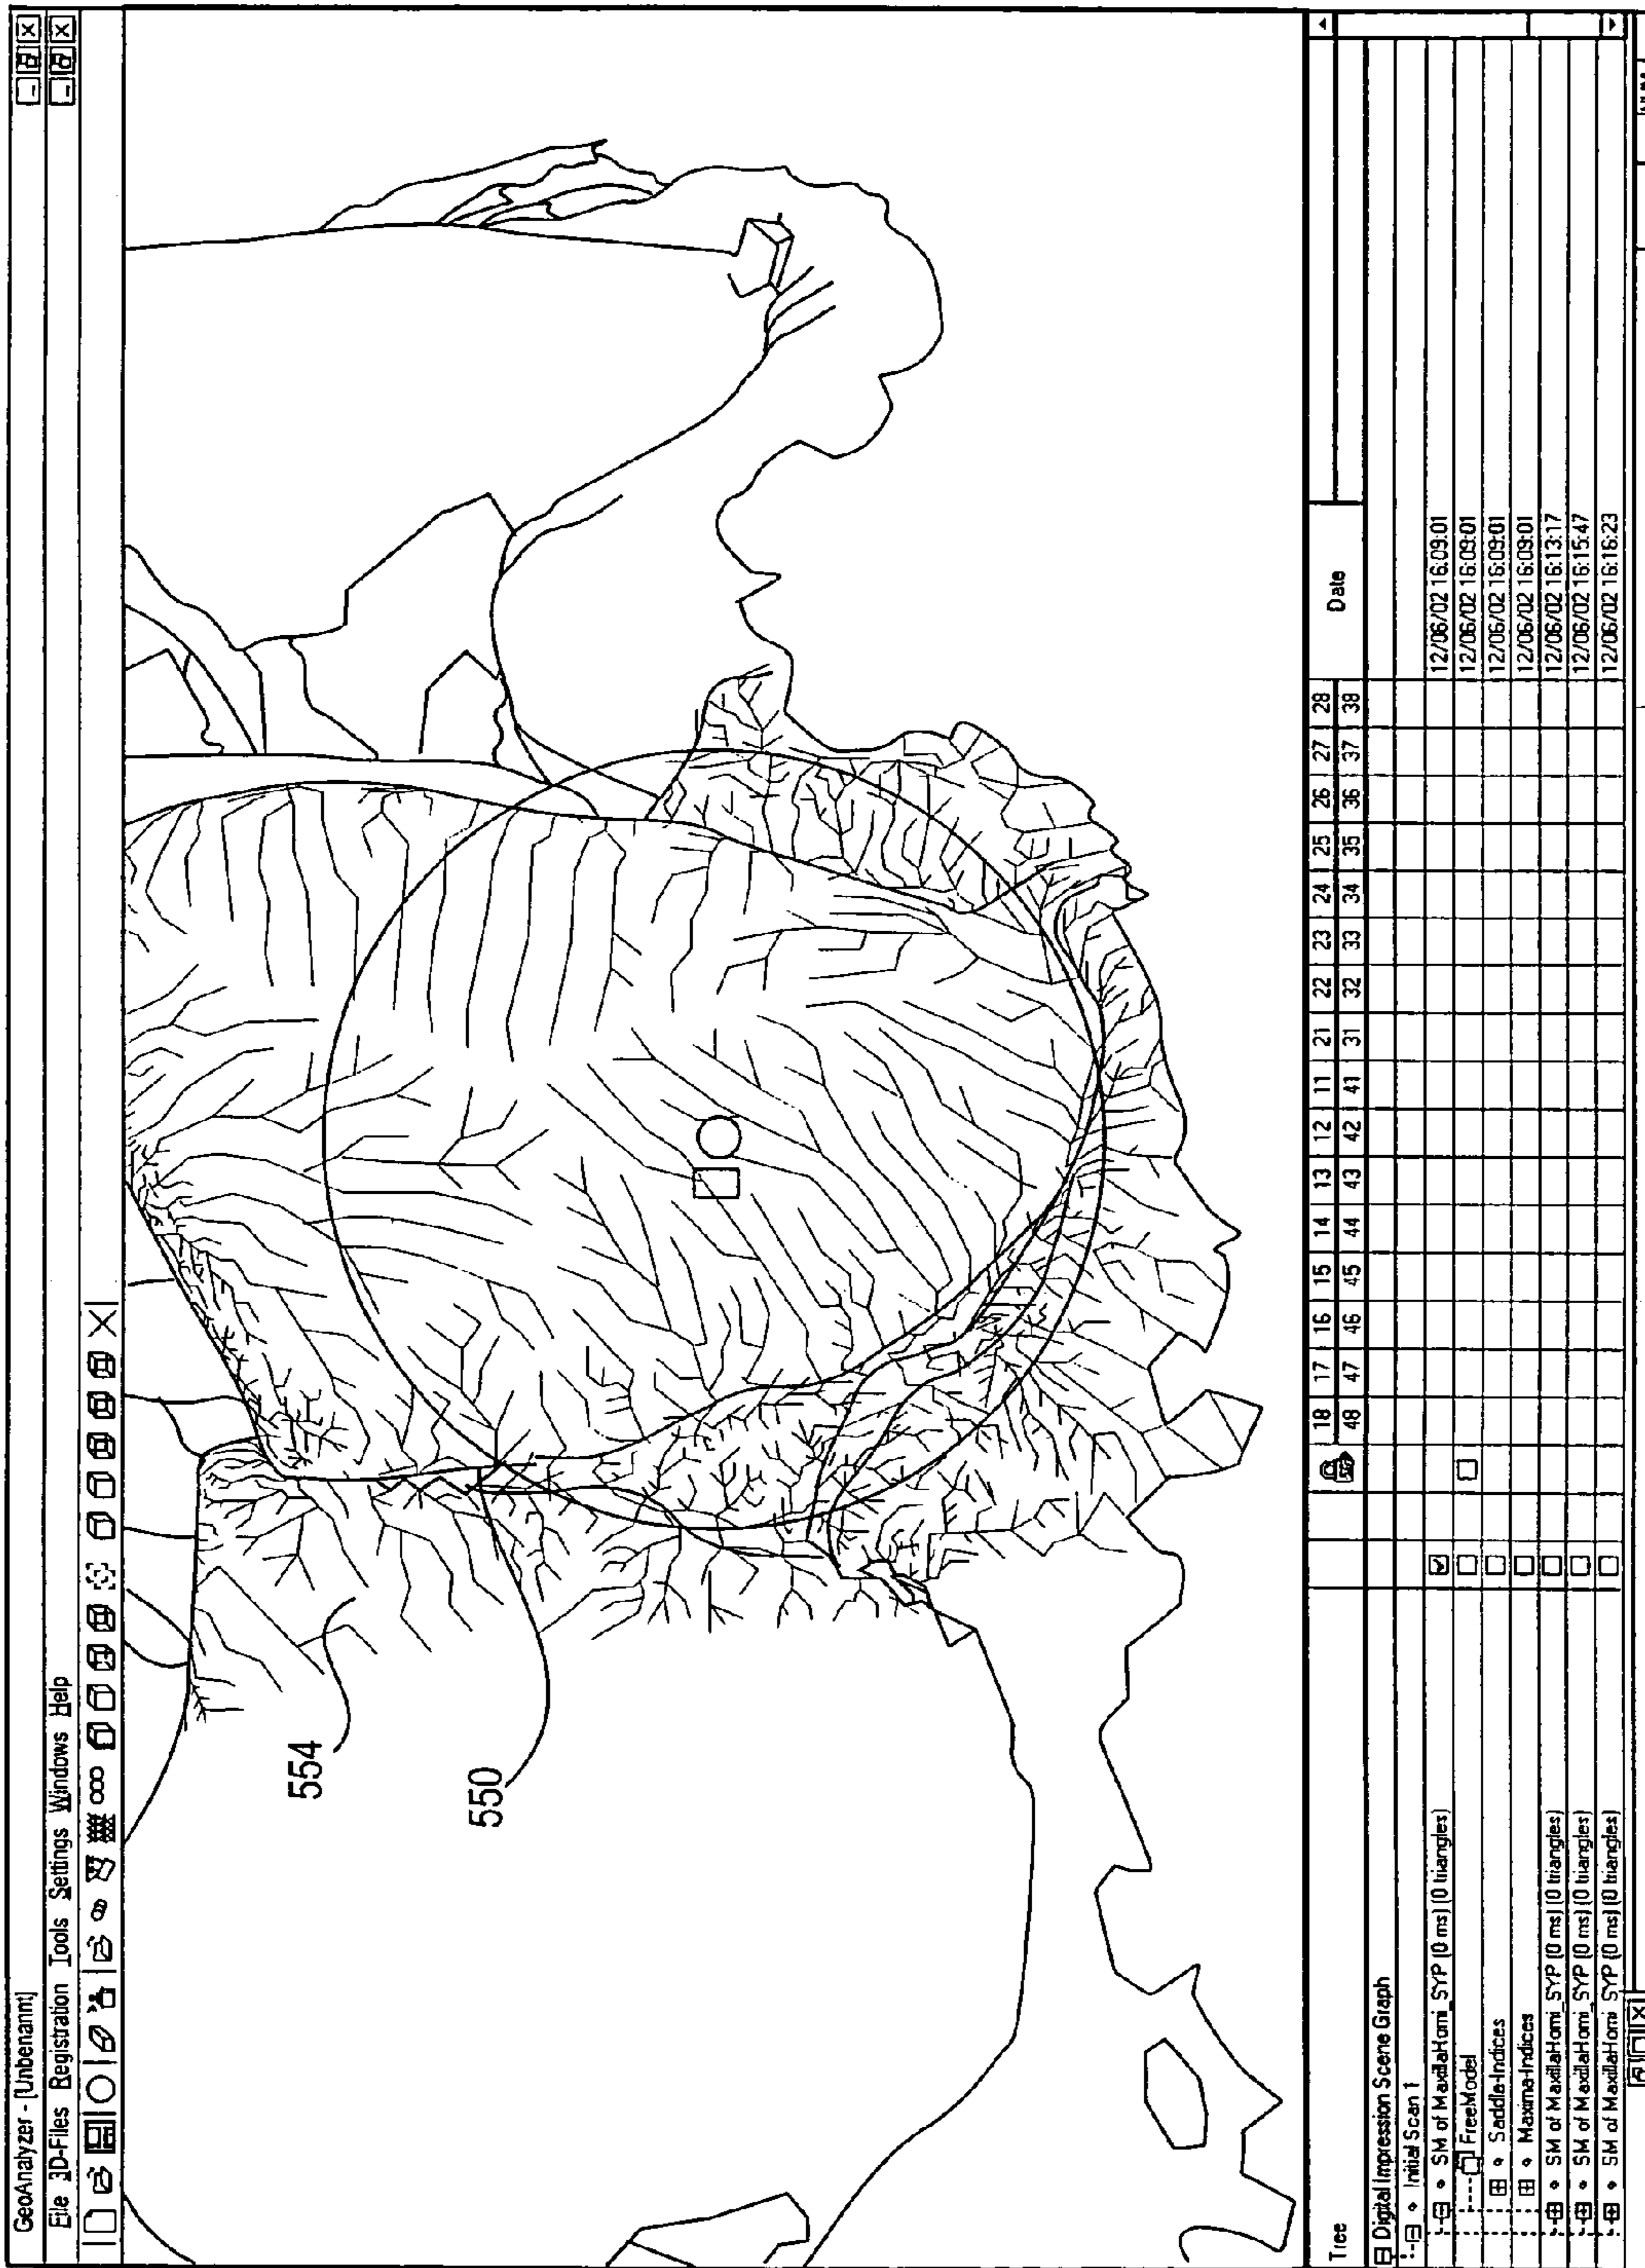 GeoAnalyzer - [Unbenannt]
File 3D-Files Registration Tools Settings Windows Help
554
550
Tree 18 17 16 15 14 13 12 11 21 22 23 24 25 26 27 28 Date
48 47 46 45 44 43 42 41 31 32 33 34 35 36 37 38
Digital Impression Scene Graph
Initial Scan 1
SM of MaxillaHomi_SYP (0 ms) (0 triangles) 12/06/02 16:09:01
FreeModel 12/06/02 16:09:01
Saddle-Indices 12/06/02 16:09:01
Maxima-Indices 12/06/02 16:09:01
SM of MaxillaHomi_SYP (0 ms) (0 triangles) 12/06/02 16:13:17
SM of MaxillaHomi_SYP (0 ms) (0 triangles) 12/06/02 16:15:47
SM of MaxillaHomi_SYP (0 ms) (0 triangles) 12/06/02 16:16:23